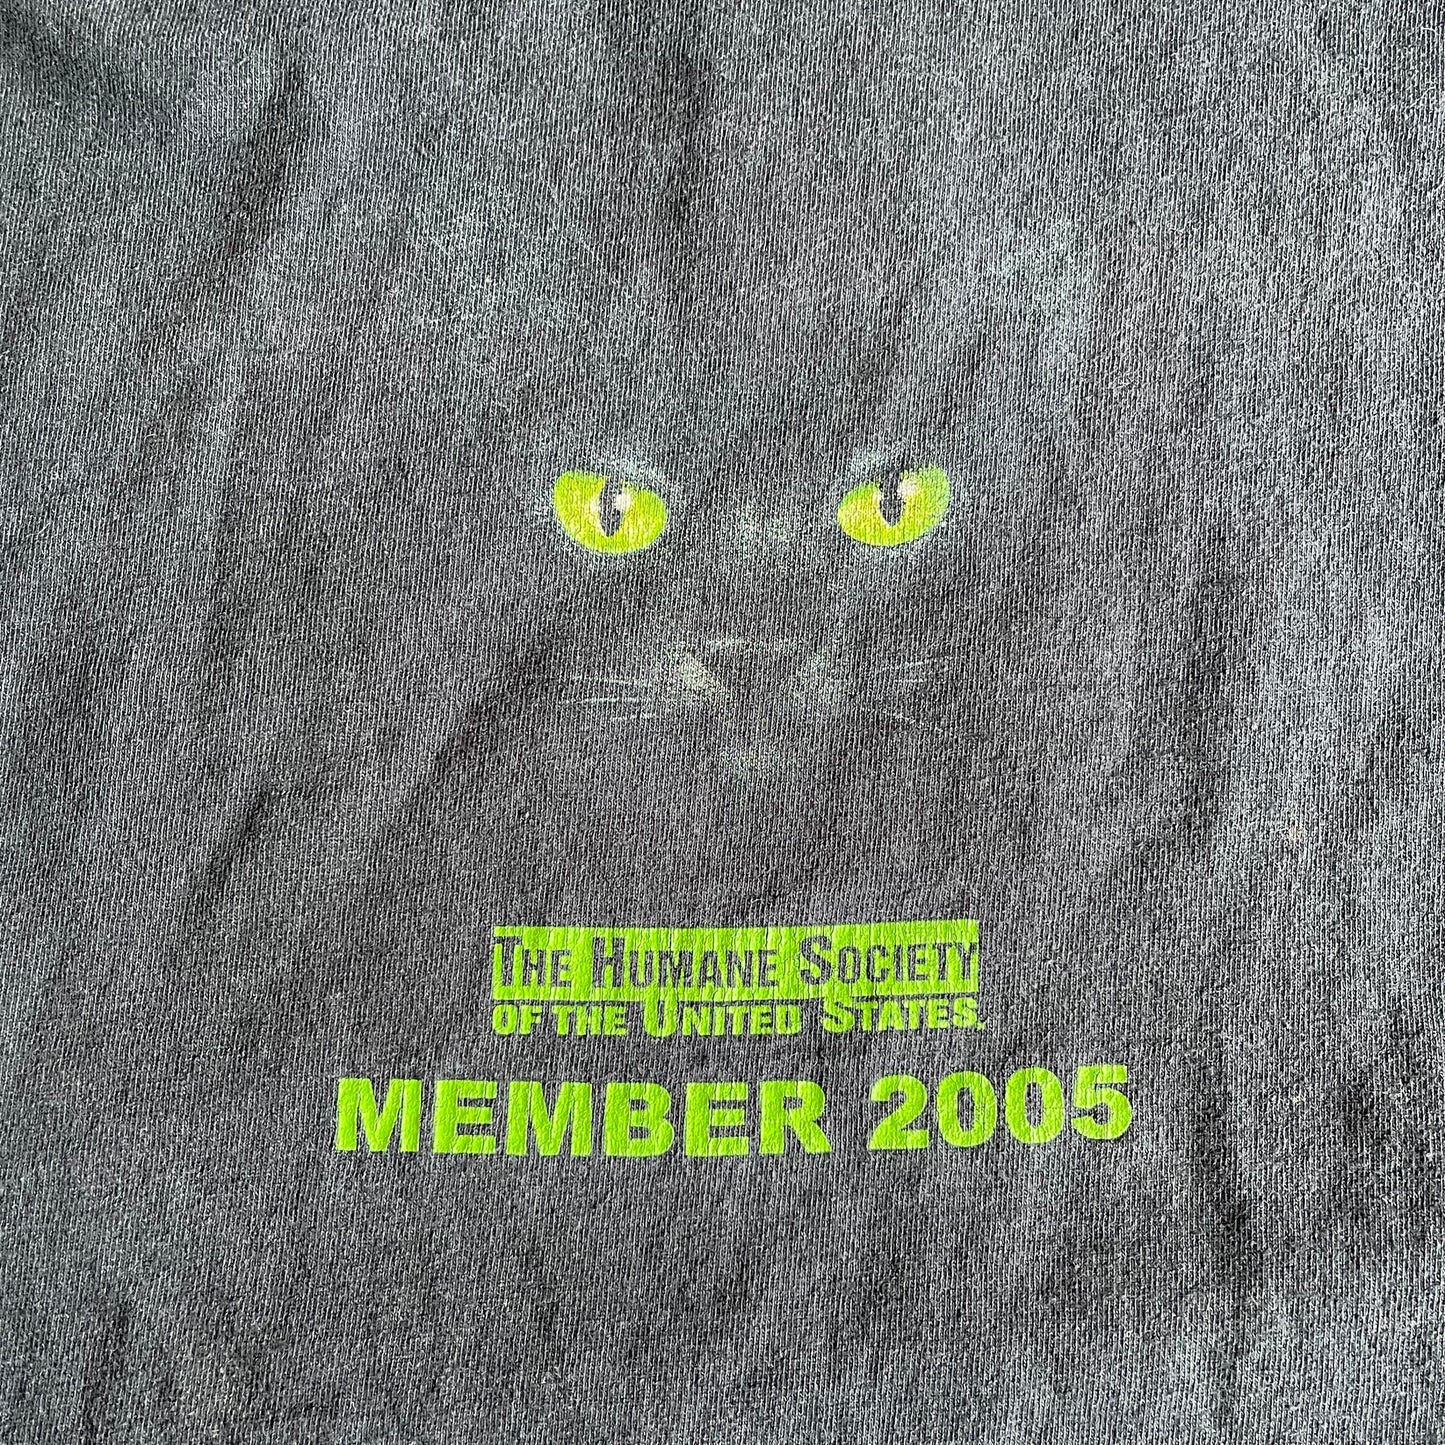 THE HUMANE SOCIETY
OF THE UNITED STATES.
MEMBER 2005